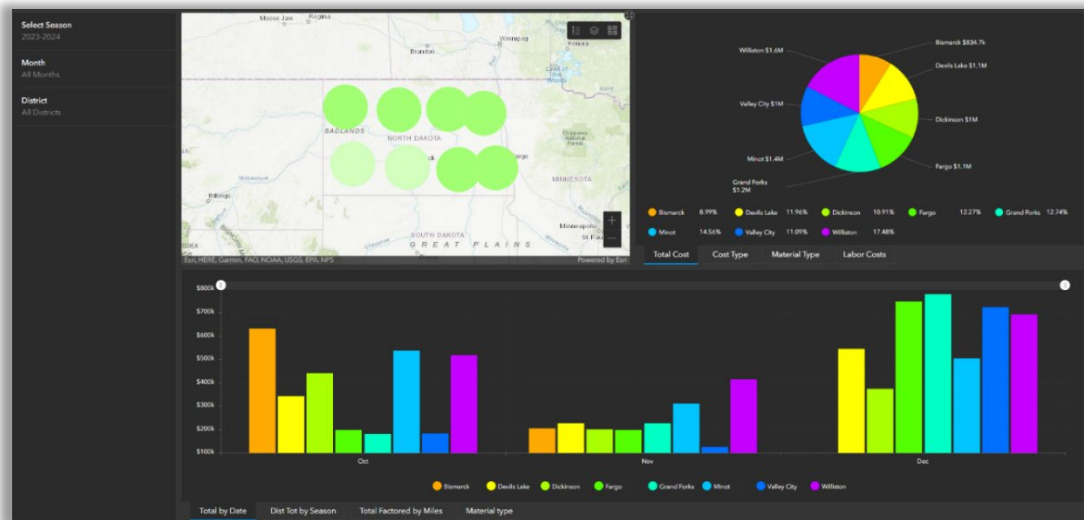 Select Season
2023-2024
Month
All Months
District
All Districts
Moose Jaw
Regina
Winnipeg
Brandon
Kenora
BADLANDS
NORTH DAKOTA
MINNESOTA
Billings
Minneapolis
SOUTH DAKOTA
GREAT PLAINS
Esri, HERE, Garmin, FAO, NOAA, USGS, EPA, NPS
Powered by Esri
Williston $1.6M
Bismarck $834.7k
Devils Lake $1.1M
Valley City $1M
Dickinson $1M
Minot $1.4M
Fargo $1.1M
Grand Forks
$1.2M
Bismarck 8.99% Devils Lake 11.96% Dickinson 10.91% Fargo 12.27% Grand Forks 12.74%
Minot 14.56% Valley City 11.09% Williston 17.48%
Total Cost Cost Type Material Type Labor Costs
$800k
$700k
$600k
$500k
$400k
$300k
$200k
$100k
Oct Nov Dec
Bismarck Devils Lake Dickinson Fargo Grand Forks Minot Valley City Williston
Total by Date Dist Tot by Season Total Factored by Miles Material type